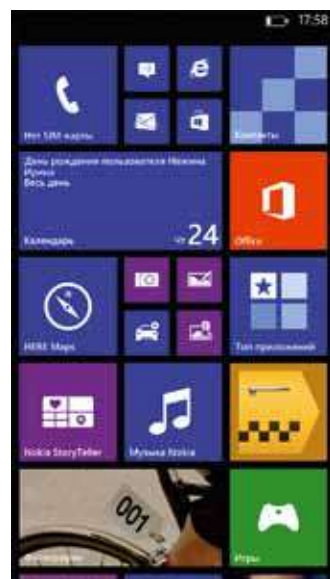 17:58
Нет SIM-карты
Контакты
День рождения пользователя Нежина
Ирина
Весь день
Календарь
Чт 24
Office
HERE Maps
Топ приложений
Nokia StoryTeller
Музыка Nokia
001
Игры